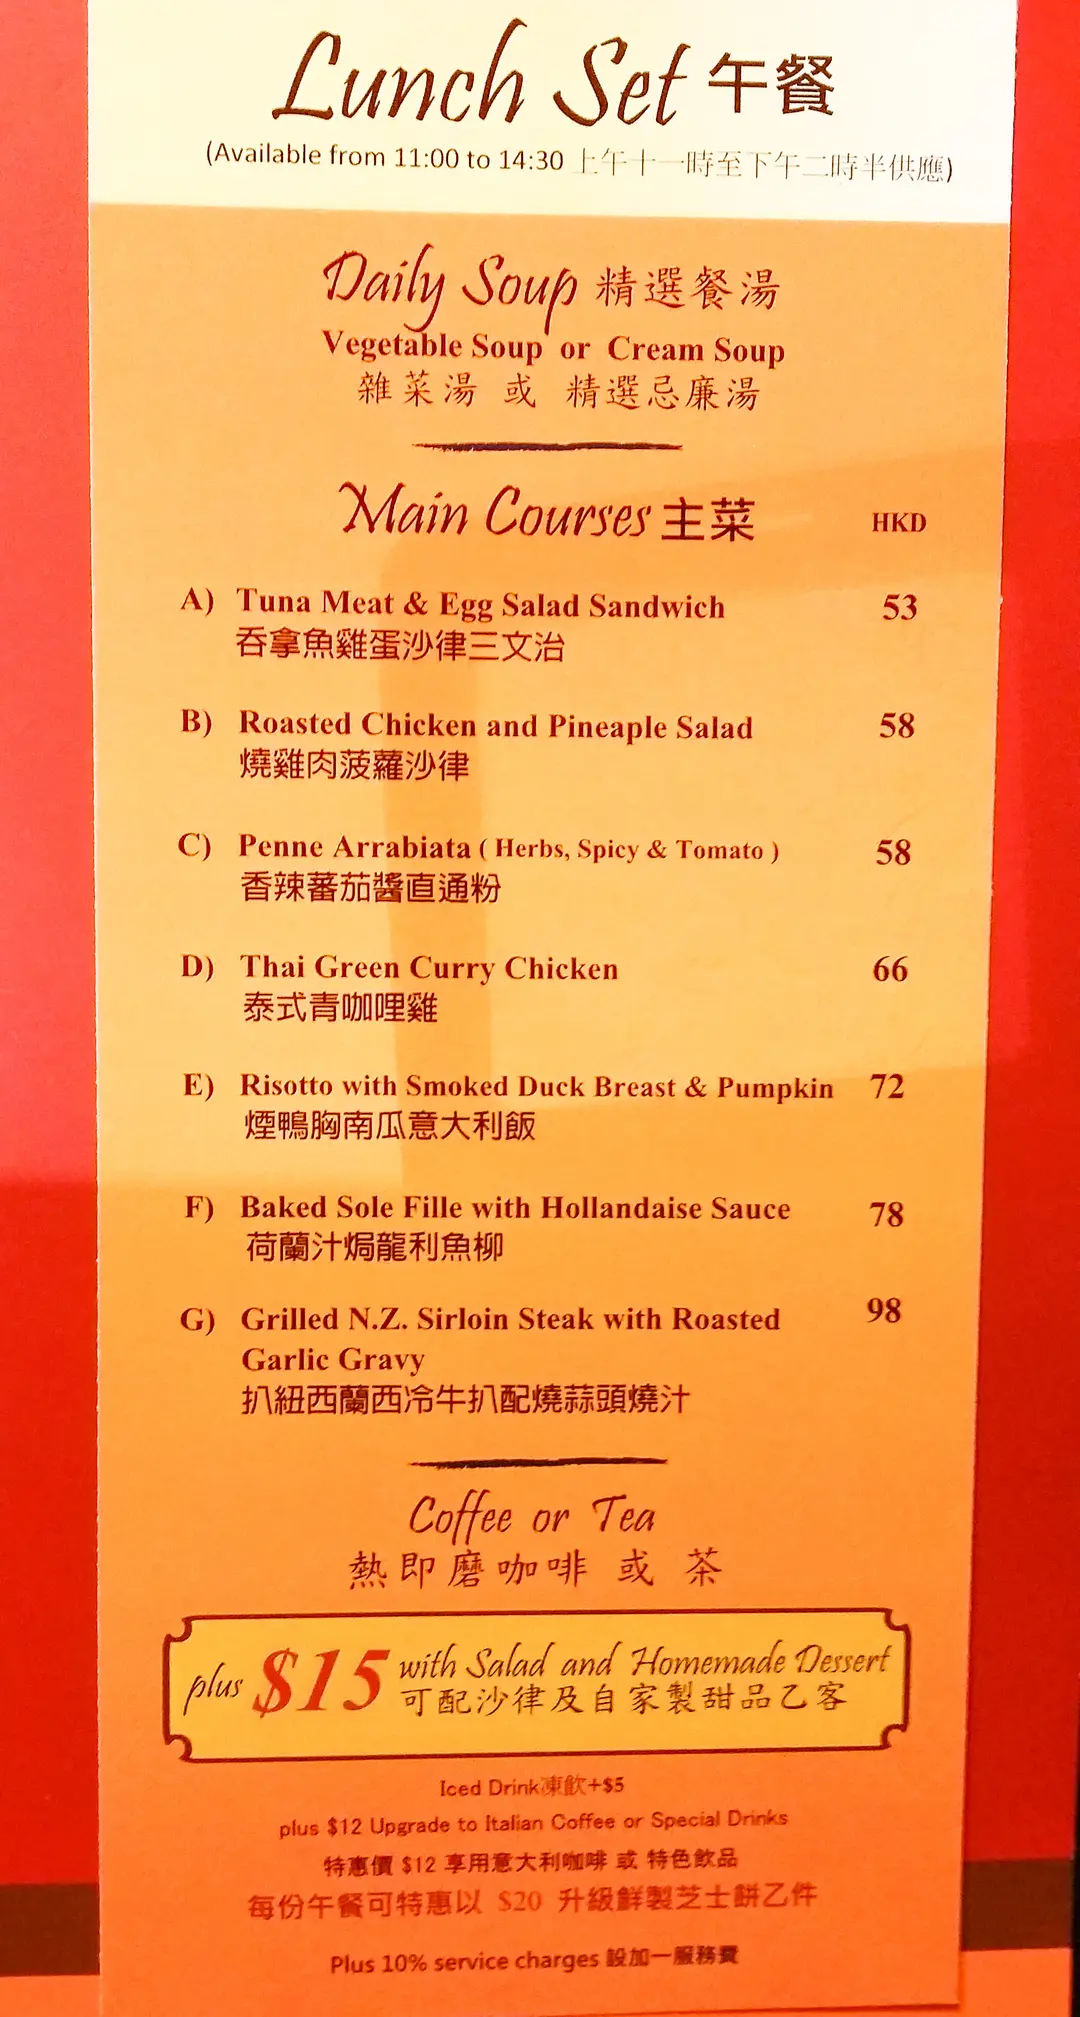 Lunch Set 午餐
(Available from 11:00 to 14:30 上午十一時至下午二時半供應)
Daily Soup 精選餐湯
Vegetable Soup or Cream Soup
雜菜湯 或 精選忌廉湯
Main Courses 主菜 HKD
A) Tuna Meat & Egg Salad Sandwich 53
吞拿魚雞蛋沙律三文治
B) Roasted Chicken and Pineaple Salad 58
燒雞肉菠蘿沙律
C) Penne Arrabiata ( Herbs, Spicy & Tomato ) 58
香辣蕃茄醬直通粉
D) Thai Green Curry Chicken 66
泰式青咖哩雞
E) Risotto with Smoked Duck Breast & Pumpkin 72
煙鴨胸南瓜意大利飯
F) Baked Sole Fille with Hollandaise Sauce 78
荷蘭汁焗龍利魚柳
G) Grilled N.Z. Sirloin Steak with Roasted 98
Garlic Gravy
扒紐西蘭西冷牛扒配燒蒜頭燒汁
Coffee or Tea
熱即磨咖啡 或 茶
plus $15 with Salad and Homemade Dessert
可配沙律及自家製甜品乙客
Iced Drink凍飲+$5
plus $12 Upgrade to Italian Coffee or Special Drinks
特惠價 $12 享用意大利咖啡 或 特色飲品
每份午餐可特惠以 $20 升級鮮製芝士餅乙件
Plus 10% service charges 設加一服務費